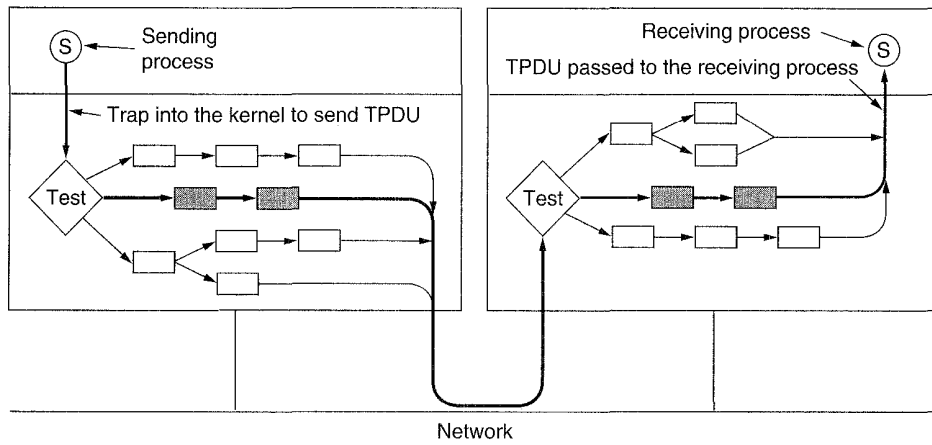 S
Sending
process
Trap into the kernel to send TPDU
Test
Receiving process
S
TPDU passed to the receiving process
Test
Network